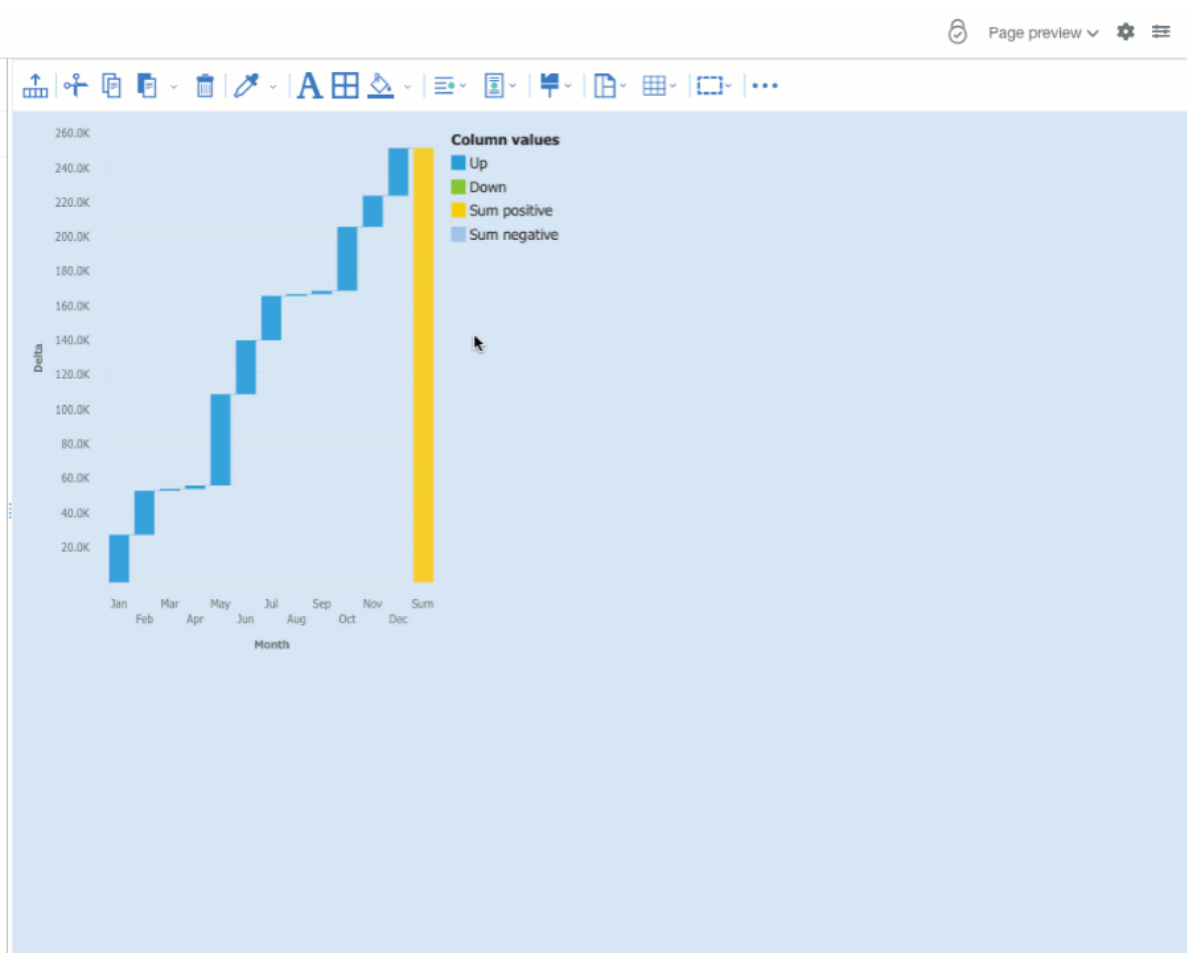 Page preview
A
260.0K
240.0K
220.0K
200.0K
180.0K
160.0K
140.0K
120.0K
100.0K
80.0K
60.0K
40.0K
20.0K
Delta
Jan Mar May Jul Sep Nov Sum
Feb Apr Jun Aug Oct Dec
Month
Column values
Up
Down
Sum positive
Sum negative